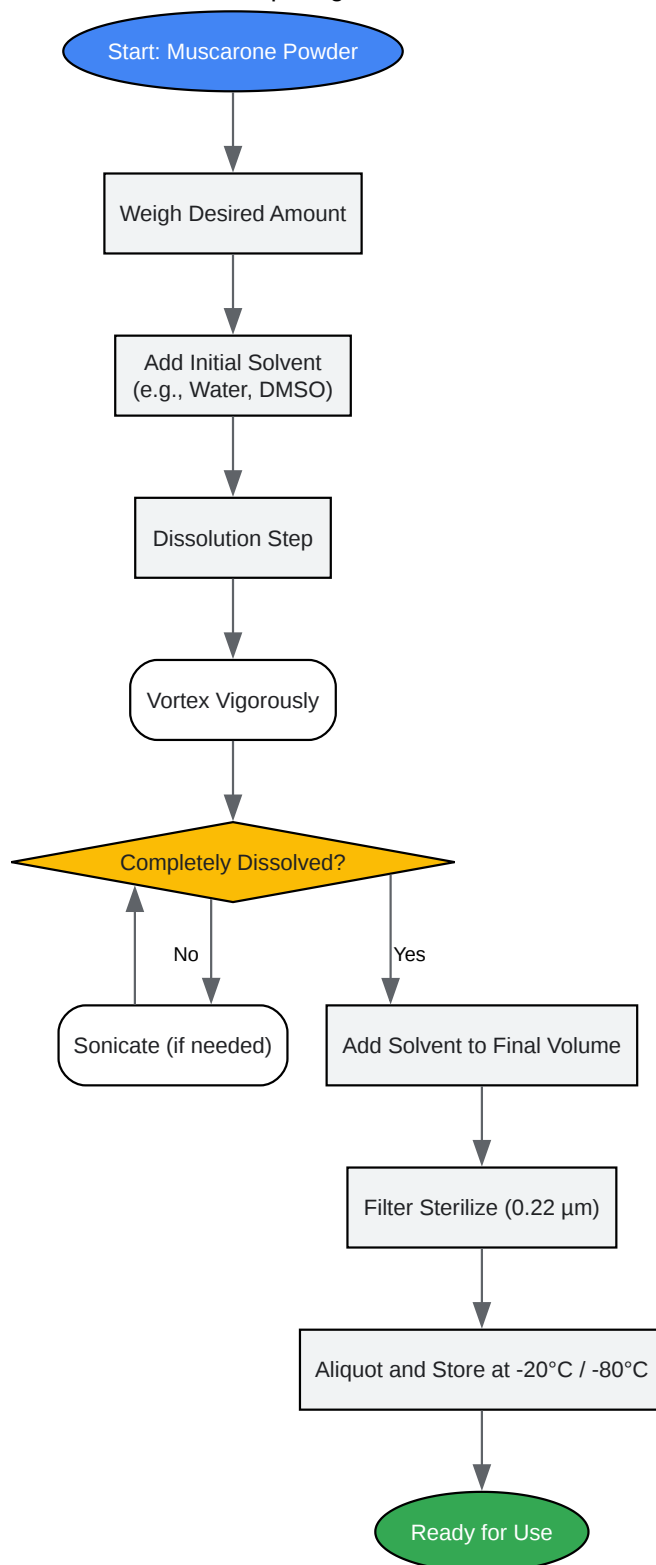 Start: Muscarone Powder
Weigh Desired Amount
Add Initial Solvent
(e.g., Water, DMSO)
Dissolution Step
Vortex Vigorously
Completely Dissolved?
No
Yes
Sonicate (if needed)
Add Solvent to Final Volume
Filter Sterilize (0.22 µm)
Aliquot and Store at -20°C / -80°C
Ready for Use